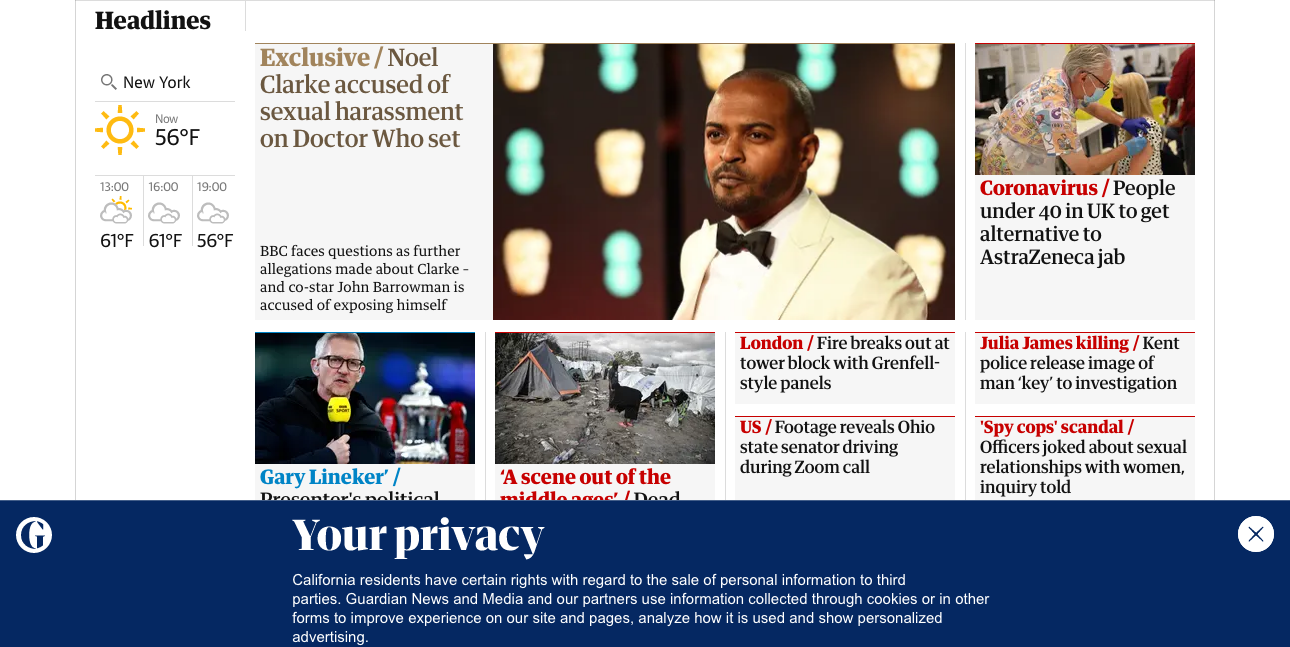 Headlines
New York
Now
56°F
13:00
16:00
19:00
61°F
61°F
56°F
Exclusive / Noel
Clarke accused of
sexual harassment
on Doctor Who set
BBC faces questions as further
allegations made about Clarke –
and co-star John Barrowman is
accused of exposing himself
Coronavirus / People
under 40 in UK to get
alternative to
AstraZeneca jab
SPORT
Gary Lineker’ /
Presenter's political
‘A scene out of the
middle ages’ / Dead
London / Fire breaks out at
tower block with Grenfell-
style panels
US / Footage reveals Ohio
state senator driving
during Zoom call
Julia James killing / Kent
police release image of
man ‘key’ to investigation
'Spy cops' scandal /
Officers joked about sexual
relationships with women,
inquiry told
G
Your privacy
California residents have certain rights with regard to the sale of personal information to third
parties. Guardian News and Media and our partners use information collected through cookies or in other
forms to improve experience on our site and pages, analyze how it is used and show personalized
advertising.